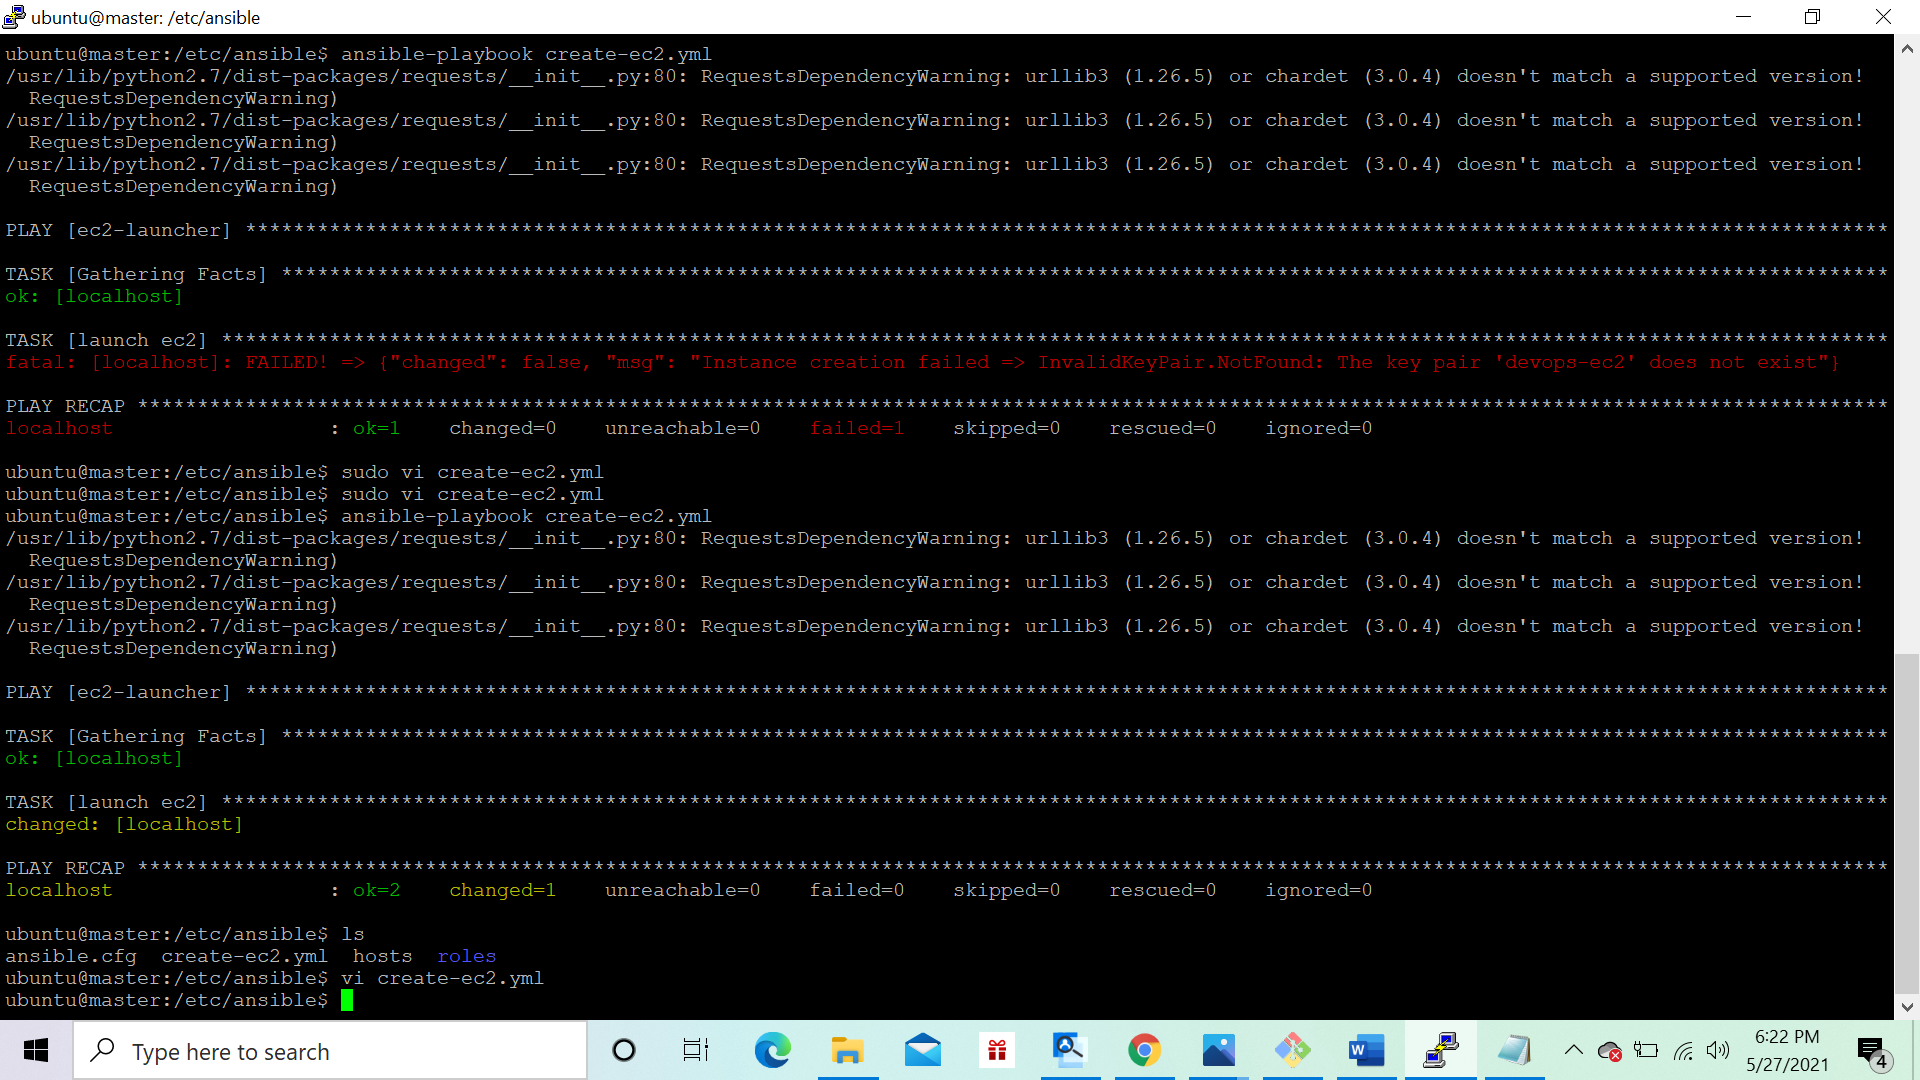 ubuntu@master: /etc/ansible
ubuntu@master:/etc/ansible$ ansible-playbook create-ec2.yml
/usr/lib/python2.7/dist-packages/requests/__init__.py:80: RequestsDependencyWarning: urllib3 (1.26.5) or chardet (3.0.4) doesn't match a supported version!
  RequestsDependencyWarning)
/usr/lib/python2.7/dist-packages/requests/__init__.py:80: RequestsDependencyWarning: urllib3 (1.26.5) or chardet (3.0.4) doesn't match a supported version!
  RequestsDependencyWarning)
/usr/lib/python2.7/dist-packages/requests/__init__.py:80: RequestsDependencyWarning: urllib3 (1.26.5) or chardet (3.0.4) doesn't match a supported version!
  RequestsDependencyWarning)
PLAY [ec2-launcher] *****************************************************************************************************************************************
TASK [Gathering Facts] **************************************************************************************************************************************
ok: [localhost]
TASK [launch ec2] *******************************************************************************************************************************************
fatal: [localhost]: FAILED! => {"changed": false, "msg": "Instance creation failed => InvalidKeyPair.NotFound: The key pair 'devops-ec2' does not exist"}
PLAY RECAP **************************************************************************************************************************************************
localhost                  : ok=1    changed=0    unreachable=0    failed=1    skipped=0    rescued=0    ignored=0
ubuntu@master:/etc/ansible$ sudo vi create-ec2.yml
ubuntu@master:/etc/ansible$ sudo vi create-ec2.yml
ubuntu@master:/etc/ansible$ ansible-playbook create-ec2.yml
/usr/lib/python2.7/dist-packages/requests/__init__.py:80: RequestsDependencyWarning: urllib3 (1.26.5) or chardet (3.0.4) doesn't match a supported version!
  RequestsDependencyWarning)
/usr/lib/python2.7/dist-packages/requests/__init__.py:80: RequestsDependencyWarning: urllib3 (1.26.5) or chardet (3.0.4) doesn't match a supported version!
  RequestsDependencyWarning)
/usr/lib/python2.7/dist-packages/requests/__init__.py:80: RequestsDependencyWarning: urllib3 (1.26.5) or chardet (3.0.4) doesn't match a supported version!
  RequestsDependencyWarning)
PLAY [ec2-launcher] *****************************************************************************************************************************************
TASK [Gathering Facts] **************************************************************************************************************************************
ok: [localhost]
TASK [launch ec2] *******************************************************************************************************************************************
changed: [localhost]
PLAY RECAP **************************************************************************************************************************************************
localhost                  : ok=2    changed=1    unreachable=0    failed=0    skipped=0    rescued=0    ignored=0
ubuntu@master:/etc/ansible$ ls
ansible.cfg  create-ec2.yml  hosts  roles
ubuntu@master:/etc/ansible$ vi create-ec2.yml
ubuntu@master:/etc/ansible$
Type here to search
W
6:22 PM
5/27/2021
4